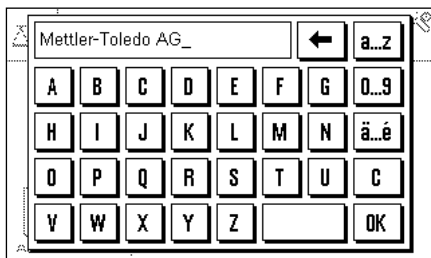 Mettler-Toledo AG_ a...z
A B C D E F G 0...9
H I J K L M N ä...é
O P Q R S T U C
V W X Y Z OK